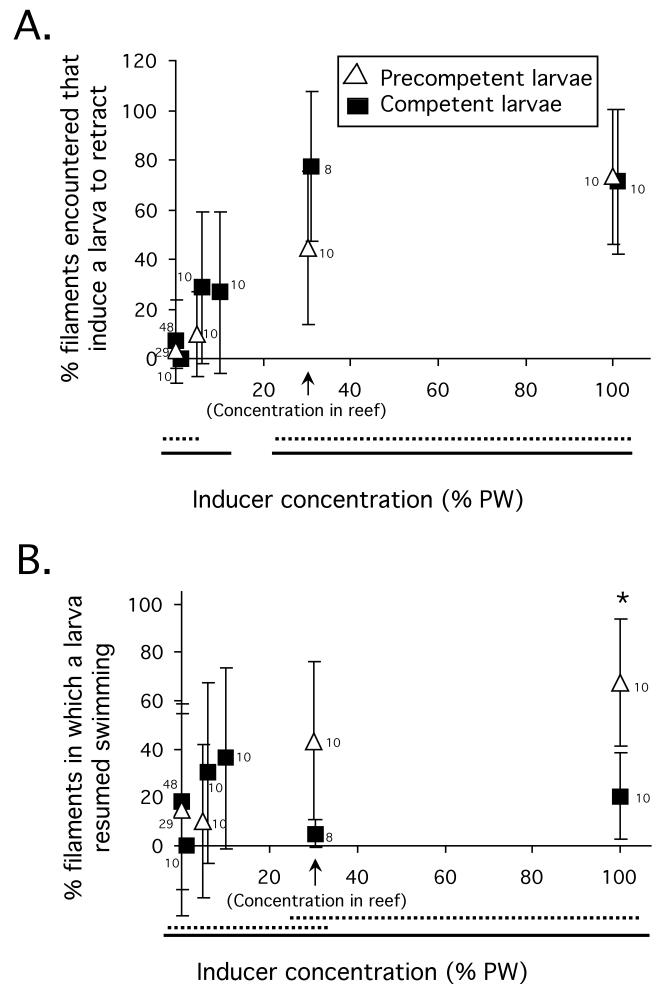 A.
% filaments encountered that
induce a larva to retract
120
100
80
60
40
20
0
Precompetent larvae
Competent larvae
48
29
10
10
10
10
8
10
10
10
20 40 60 80 100
(Concentration in reef)
Inducer concentration (% PW)
B.
% filaments in which a larva
resumed swimming
100
80
60
40
20
0
*
48
29
10
10
10
10
10
8
10
10
20 40 60 80 100
(Concentration in reef)
Inducer concentration (% PW)